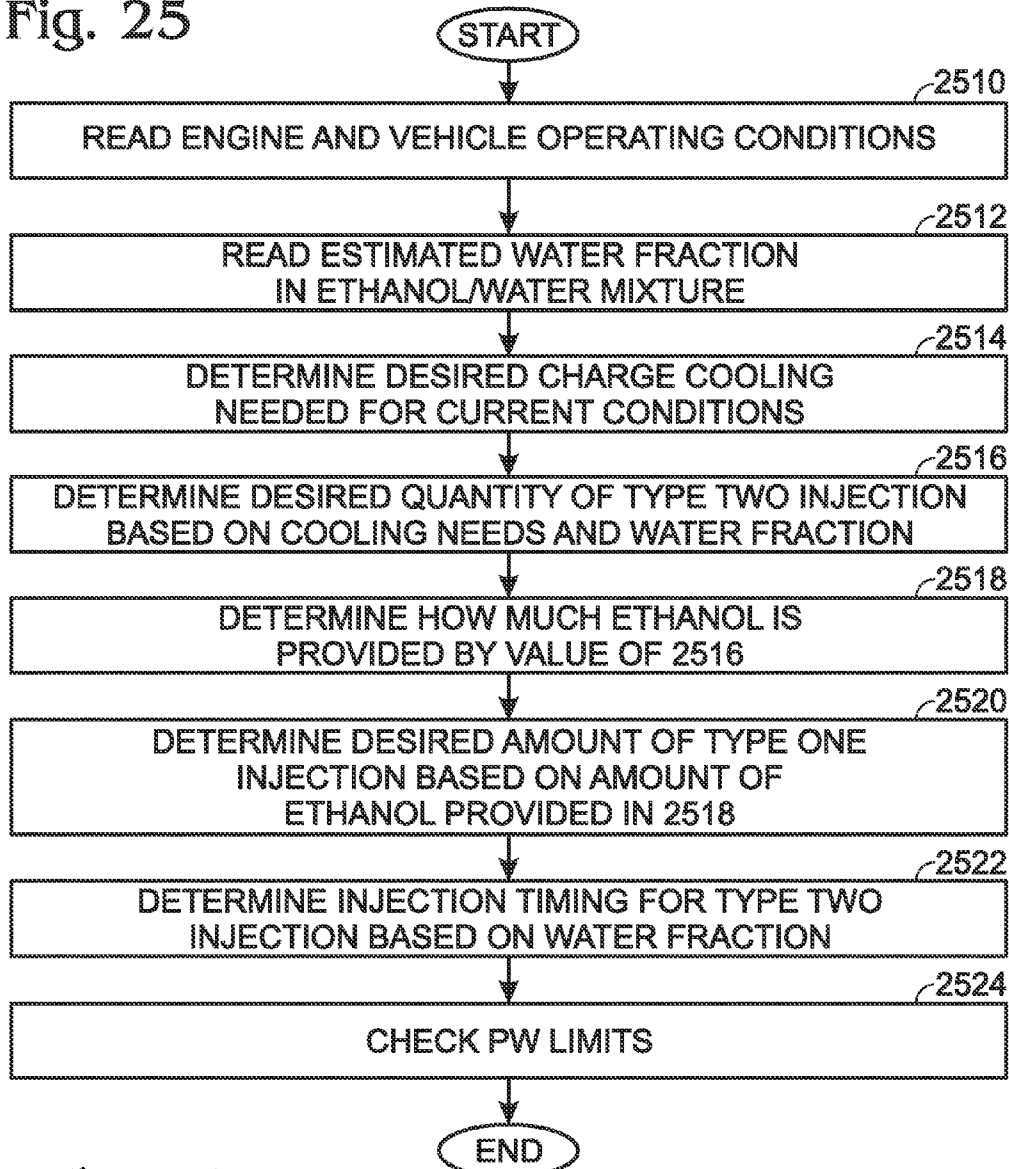 Fig. 25
START
2510
READ ENGINE AND VEHICLE OPERATING CONDITIONS
2512
READ ESTIMATED WATER FRACTION
IN ETHANOL/WATER MIXTURE
2514
DETERMINE DESIRED CHARGE COOLING
NEEDED FOR CURRENT CONDITIONS
2516
DETERMINE DESIRED QUANTITY OF TYPE TWO INJECTION
BASED ON COOLING NEEDS AND WATER FRACTION
2518
DETERMINE HOW MUCH ETHANOL IS
PROVIDED BY VALUE OF 2516
2520
DETERMINE DESIRED AMOUNT OF TYPE ONE
INJECTION BASED ON AMOUNT OF
ETHANOL PROVIDED IN 2518
2522
DETERMINE INJECTION TIMING FOR TYPE TWO
INJECTION BASED ON WATER FRACTION
2524
CHECK PW LIMITS
END